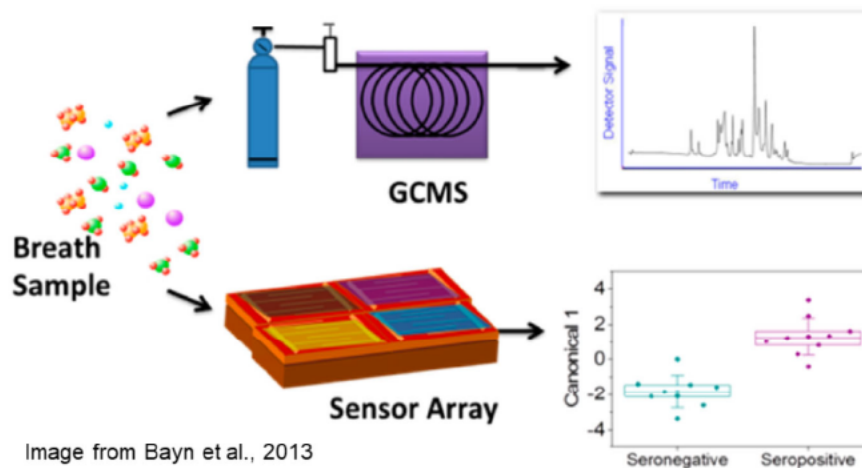 Detector Signal
Time
GCMS
Breath
Sample
Sensor Array
Canonical 1
4
2
0
-2
-4
Seronegative Seropositive
Image from Bayn et al., 2013